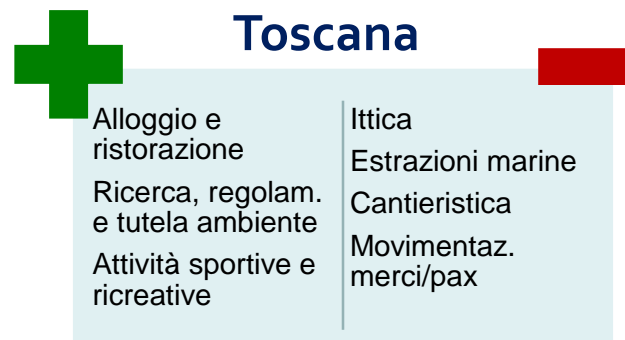 Toscana
Alloggio e
ristorazione
Ricerca, regolam.
e tutela ambiente
Attività sportive e
ricreative
Ittica
Estrazioni marine
Cantieristica
Movimentaz.
merci/pax